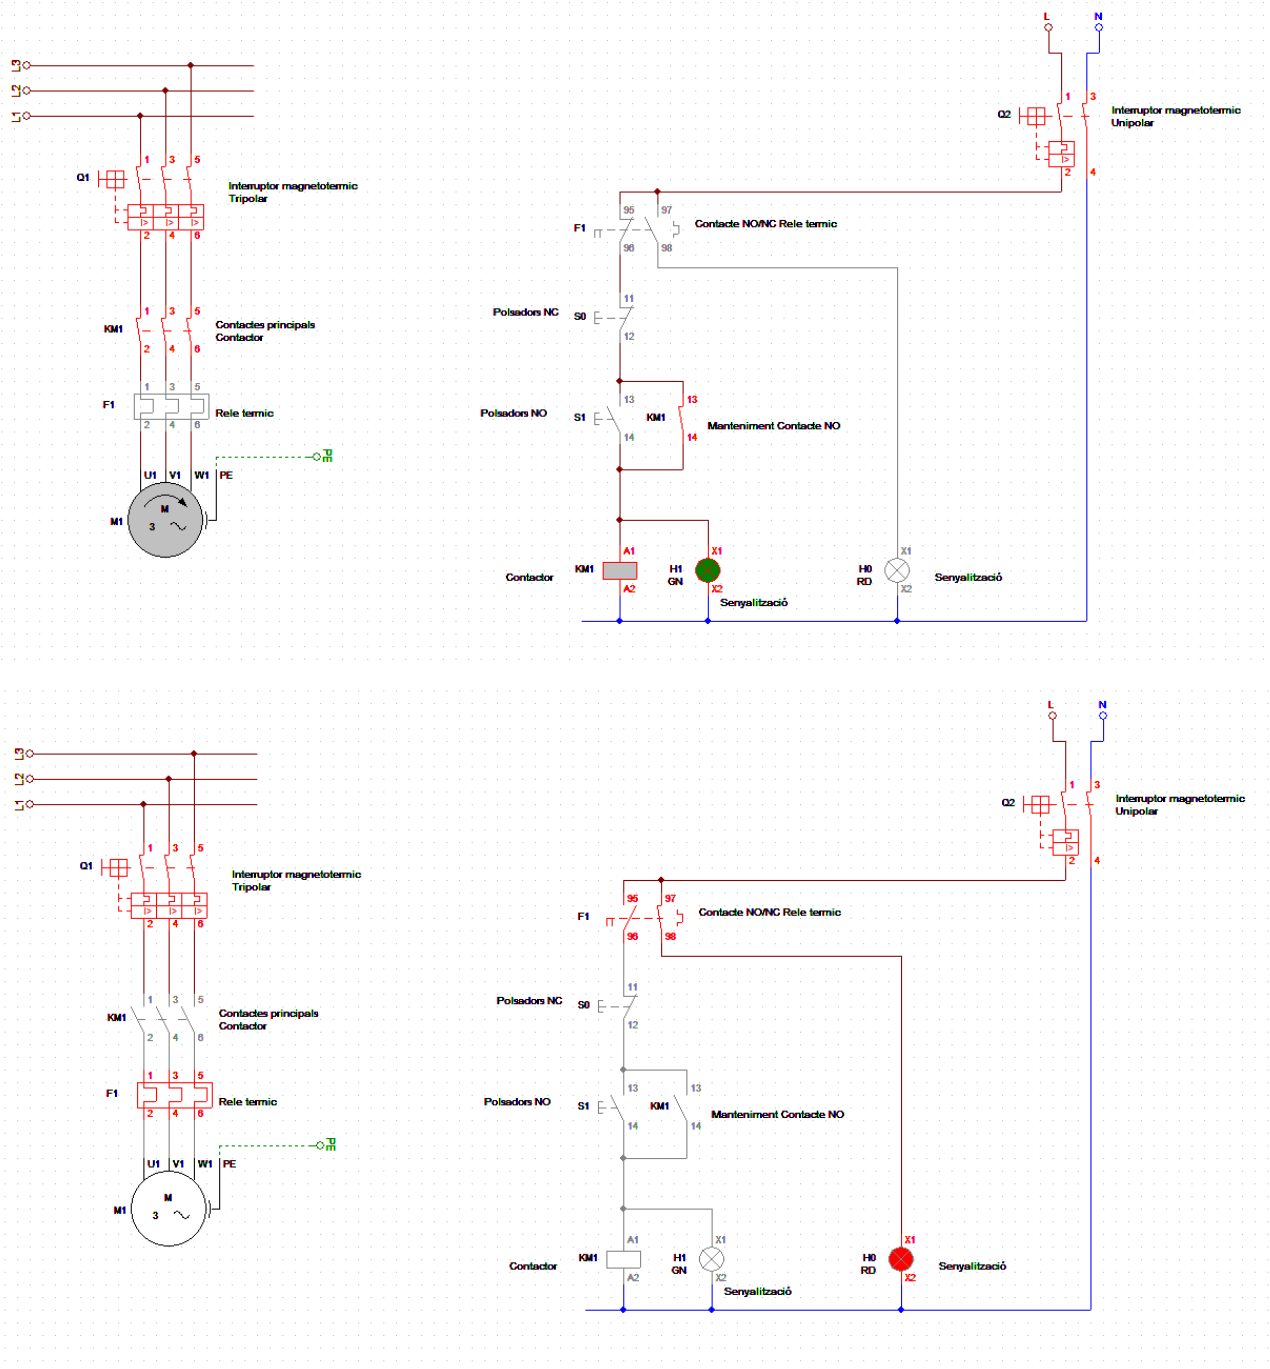 L N
L3
L2
L1
1 3
Q2
Interruptor magnetotermic
Unipolar
I>
2 4
1 3 5
Q1
Interruptor magnetotermic
Tripolar
I> I> I>
2 4 6
95 97
F1
Contacte NO/NC Rele termic
96 98
11
Polsadors NC S0
12
1 3 5
KM1
Contactes principals
Contactor
2 4 6
1 3 5
F1
Rele termic
2 4 6
13 13
Polsadors NO S1 KM1
Manteniment Contacte NO
14 14
PE
U1 V1 W1 PE
M
3
M1
A1 X1 X1
Contactor KM1 H1
GN
H0
RD
Senyalització
A2 X2 X2
Senyalització
L N
L3
L2
L1
1 3
Q2
Interruptor magnetotermic
Unipolar
I>
2 4
1 3 5
Q1
Interruptor magnetotermic
Tripolar
I> I> I>
2 4 6
95 97
F1
Contacte NO/NC Rele termic
96 98
11
Polsadors NC S0
12
1 3 5
KM1
Contactes principals
Contactor
2 4 6
1 3 5
F1
Rele termic
2 4 6
13 13
Polsadors NO S1 KM1
Manteniment Contacte NO
14 14
PE
U1 V1 W1 PE
M
3
M1
A1 X1 X1
Contactor KM1 H1
GN
H0
RD
Senyalització
A2 X2 X2
Senyalització